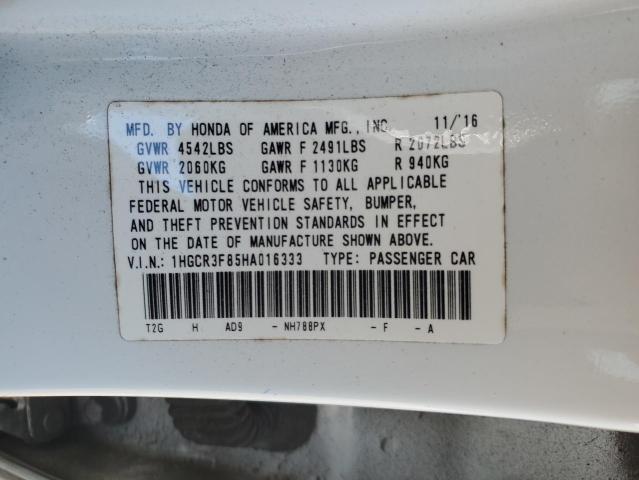 MFD. BY HONDA OF AMERICA MFG., INC. 11/'16
GVWR 4542LBS GAWR F 2491LBS R 2072LBS
GVWR 2060KG GAWR F 1130KG R 940KG
THIS VEHICLE CONFORMS TO ALL APPLICABLE
FEDERAL MOTOR VEHICLE SAFETY, BUMPER,
AND THEFT PREVENTION STANDARDS IN EFFECT
ON THE DATE OF MANUFACTURE SHOWN ABOVE.
V.I.N.: 1HGCR3F85HA016333 TYPE: PASSENGER CAR
T2G H AD9 - NH788PX - F - A